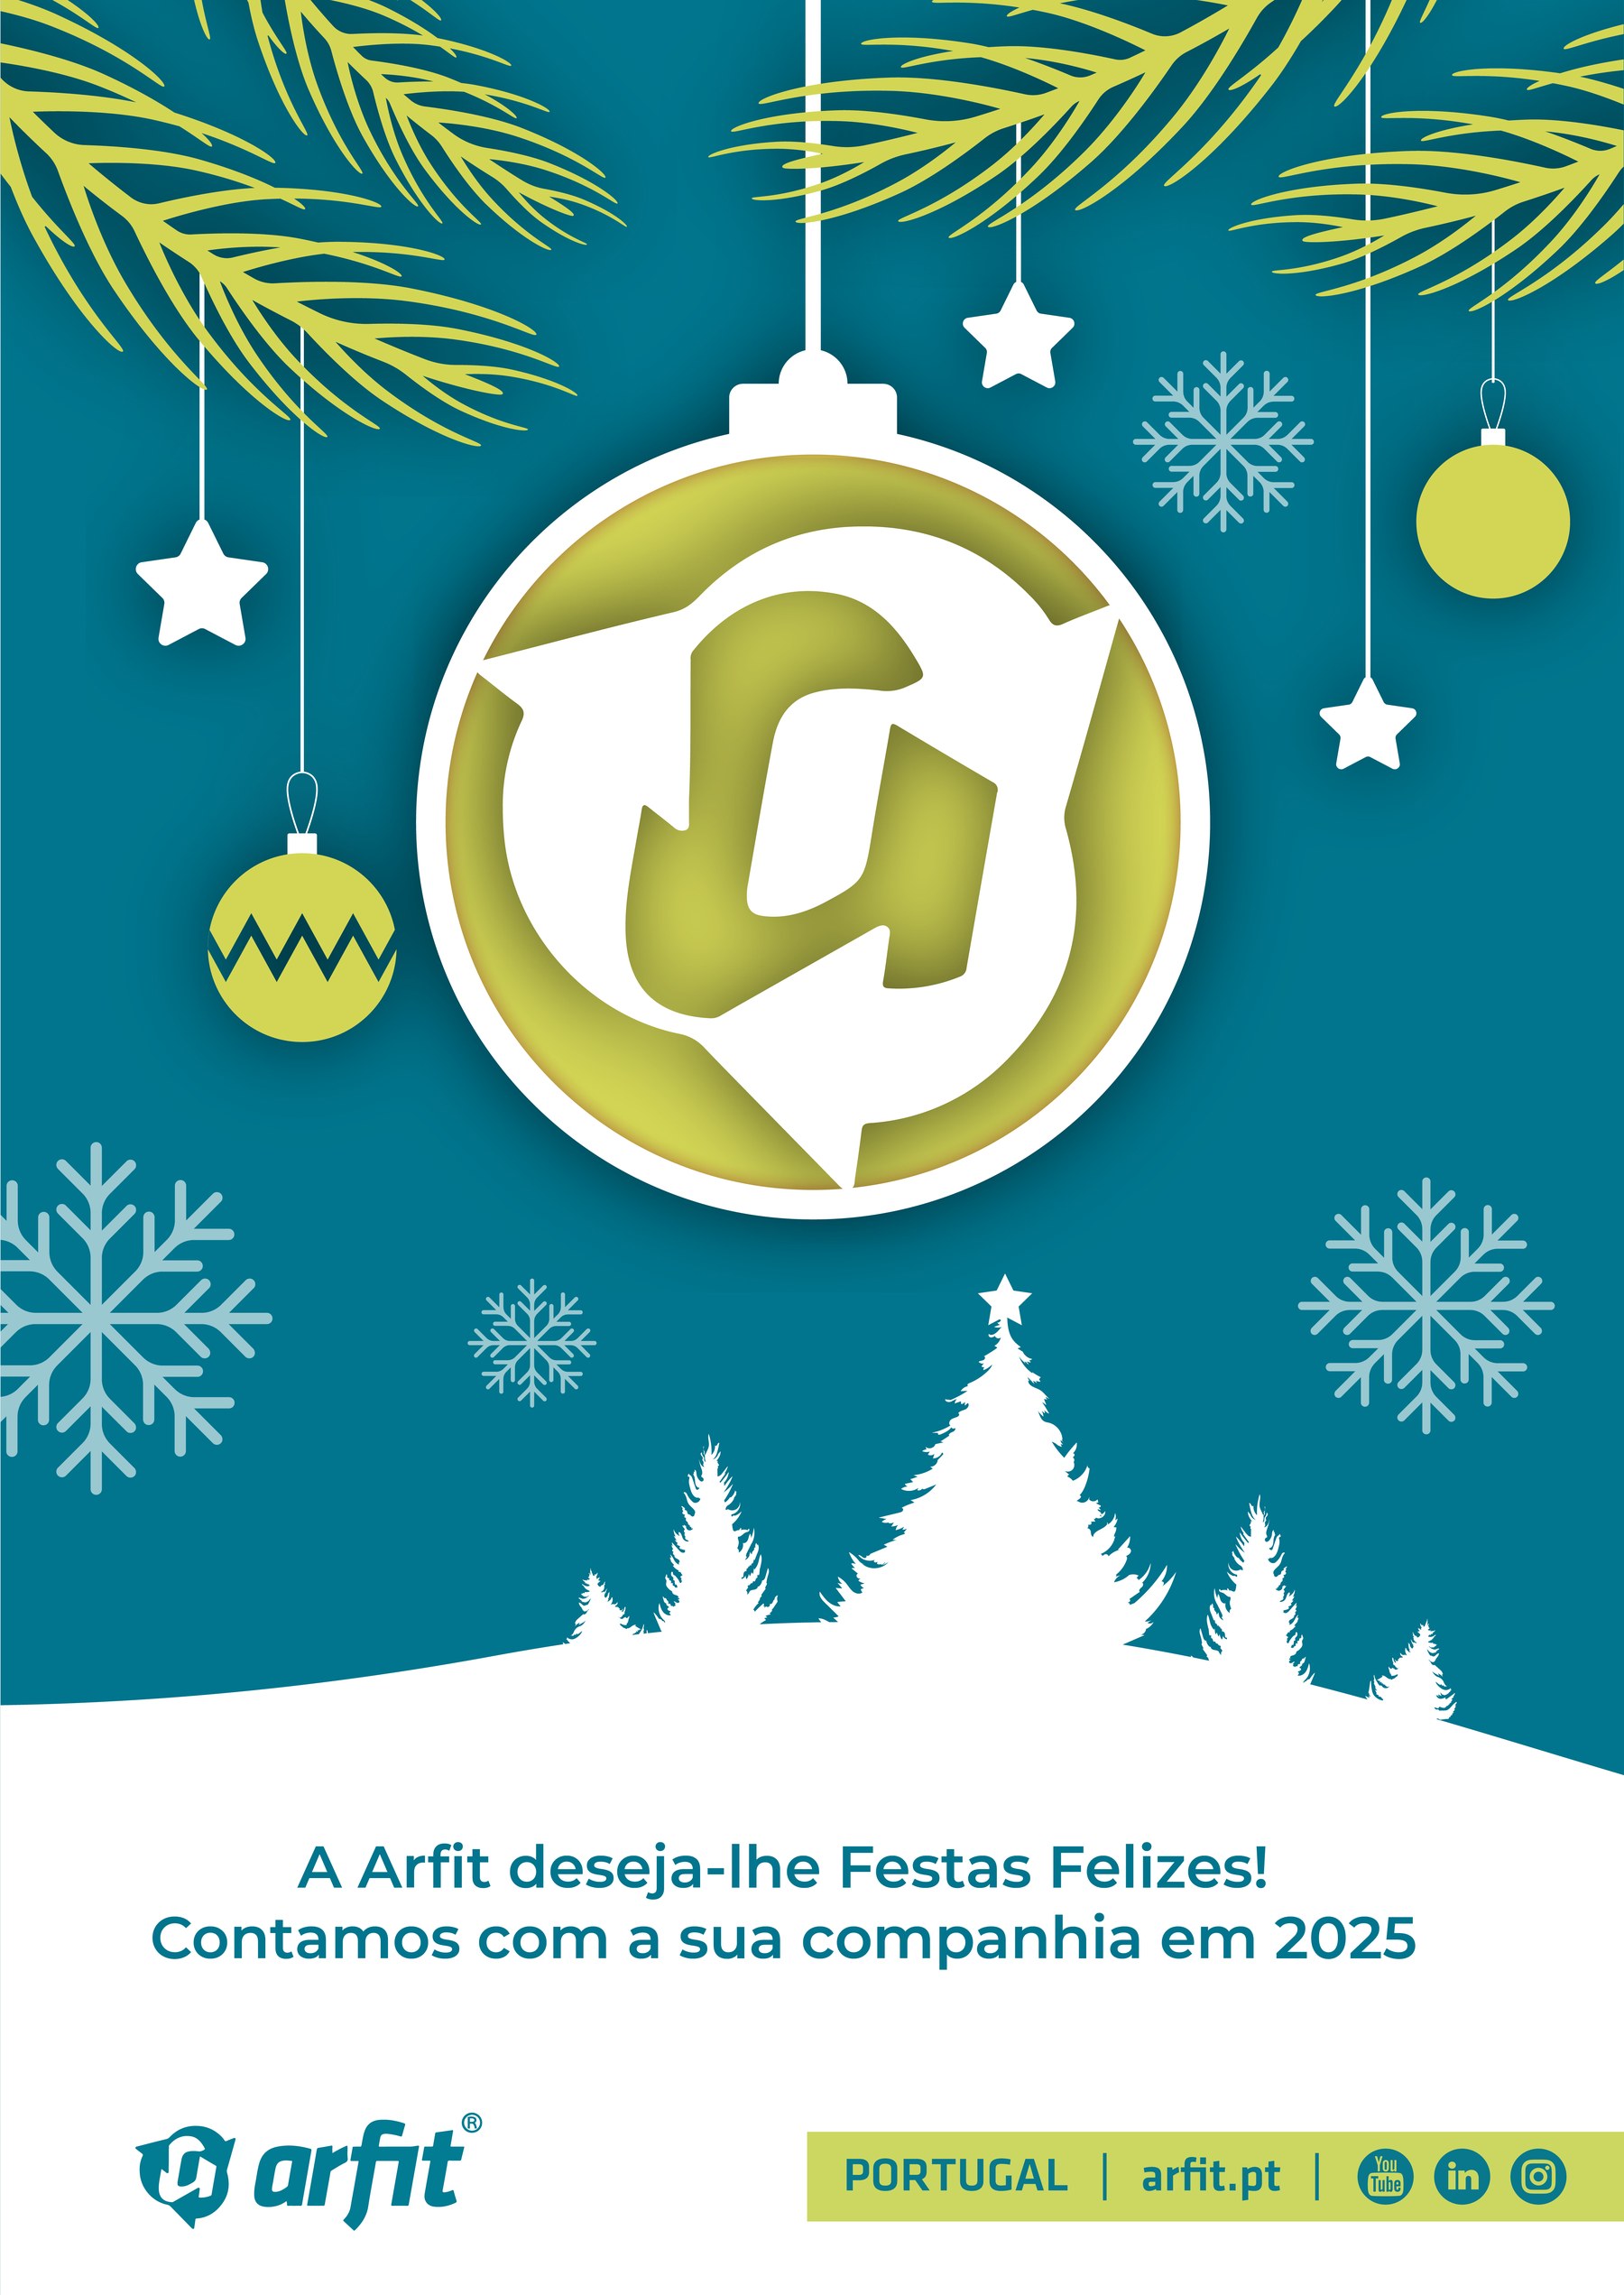 A Arfit deseja-lhe Festas Felizes!
Contamos com a sua companhia em 2025
arfit®
PORTUGAL | arfit.pt | You Tube in